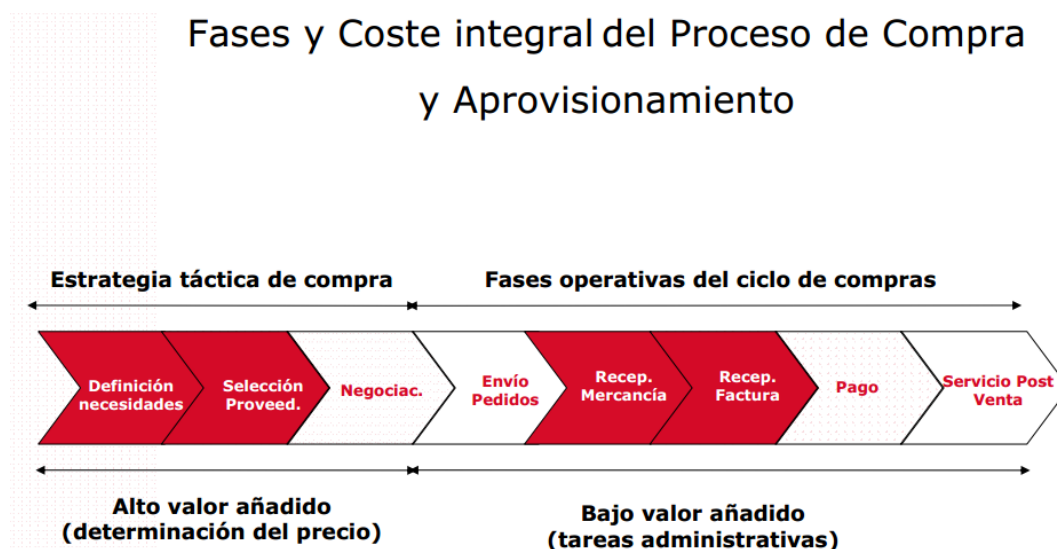 Fases y Coste integral del Proceso de Compra
y Aprovisionamiento
Estrategia táctica de compra
Fases operativas del ciclo de compras
Definición
necesidades
Selección
Proveed.
Negociac.
Envío
Pedidos
Recep.
Mercancía
Recep.
Factura
Pago
Servicio Post
Venta
Alto valor añadido
(determinación del precio)
Bajo valor añadido
(tareas administrativas)